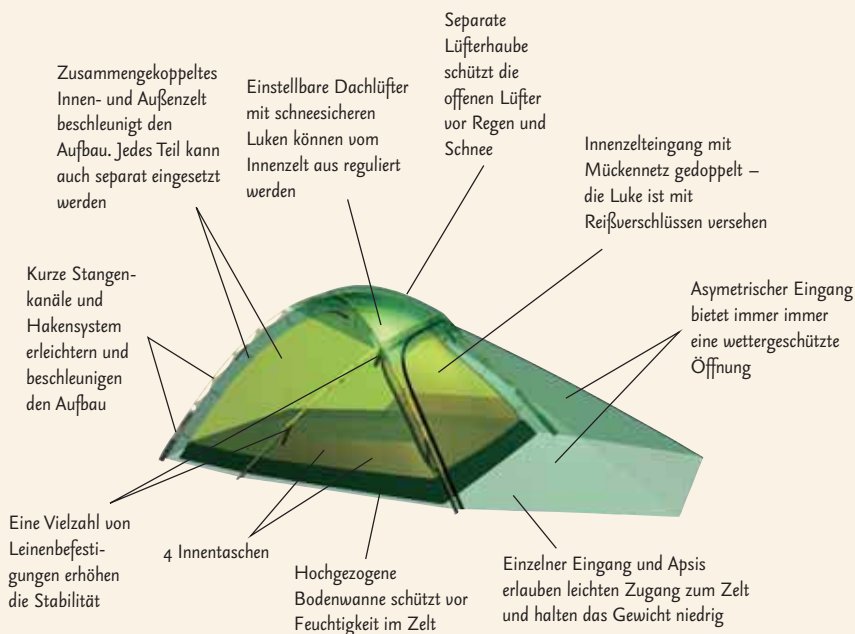 Separate
Lüfterhaube
schützt die
offenen Lüfter
vor Regen und
Schnee
Zusammengekoppeltes
Innen- und Außenzelt
beschleunigt den
Aufbau. Jedes Teil kann
auch separat eingesetzt
werden
Einstellbare Dachlüfter
mit schneesicheren
Luken können vom
Innenzelt aus reguliert
werden
Innenzelteingang mit
Mückennetz gedoppelt –
die Luke ist mit
Reißverschlüssen versehen
Kurze Stangen-
kanäle und
Hakensystem
erleichtern und
beschleunigen
den Aufbau
Asymetrischer Eingang
bietet immer immer
eine wettergeschützte
Öffnung
Eine Vielzahl von
Leinenbefesti-
gungen erhöhen
die Stabilität
4 Innentaschen
Hochgezogene
Bodenwanne schützt vor
Feuchtigkeit im Zelt
Einzelner Eingang und Apsis
erlauben leichten Zugang zum Zelt
und halten das Gewicht niedrig